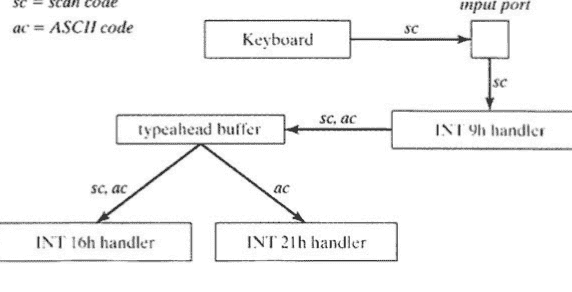 sc = scan code
ac = ASCII code
input port
Keyboard
sc
sc
typeahead buffer
sc, ac
INT 9h handler
sc, ac
ac
INT 16h handler
INT 21h handler